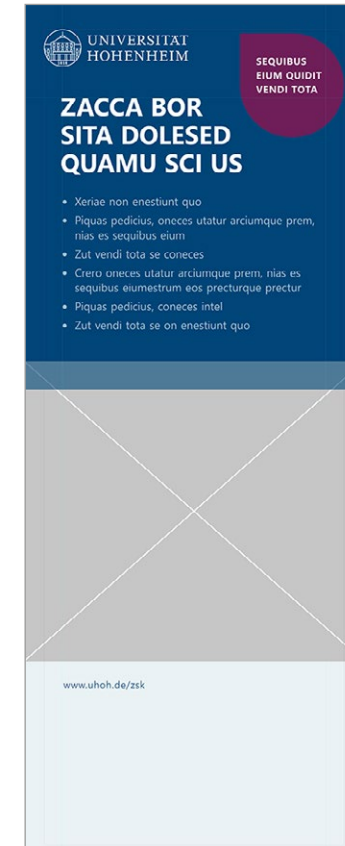 UNIVERSITÄT
HOHENHEIM
SEQUIBUS
EIUM QUIDIT
VENDI TOTA
ZACCA BOR
SITA DOLESED
QUAMU SCI US
• Xeriae non enestiunt quo
• Piquas pedicius, oneces utatur arciumque prem,
nias es sequibus eium
• Zut vendi tota se coneces
• Crero oneces utatur arciumque prem, nias es
sequibus eiumestrum eos precturque prectur
• Piquas pedicius, coneces intel
• Zut vendi tota se on enestiunt quo
www.uhoh.de/zsk